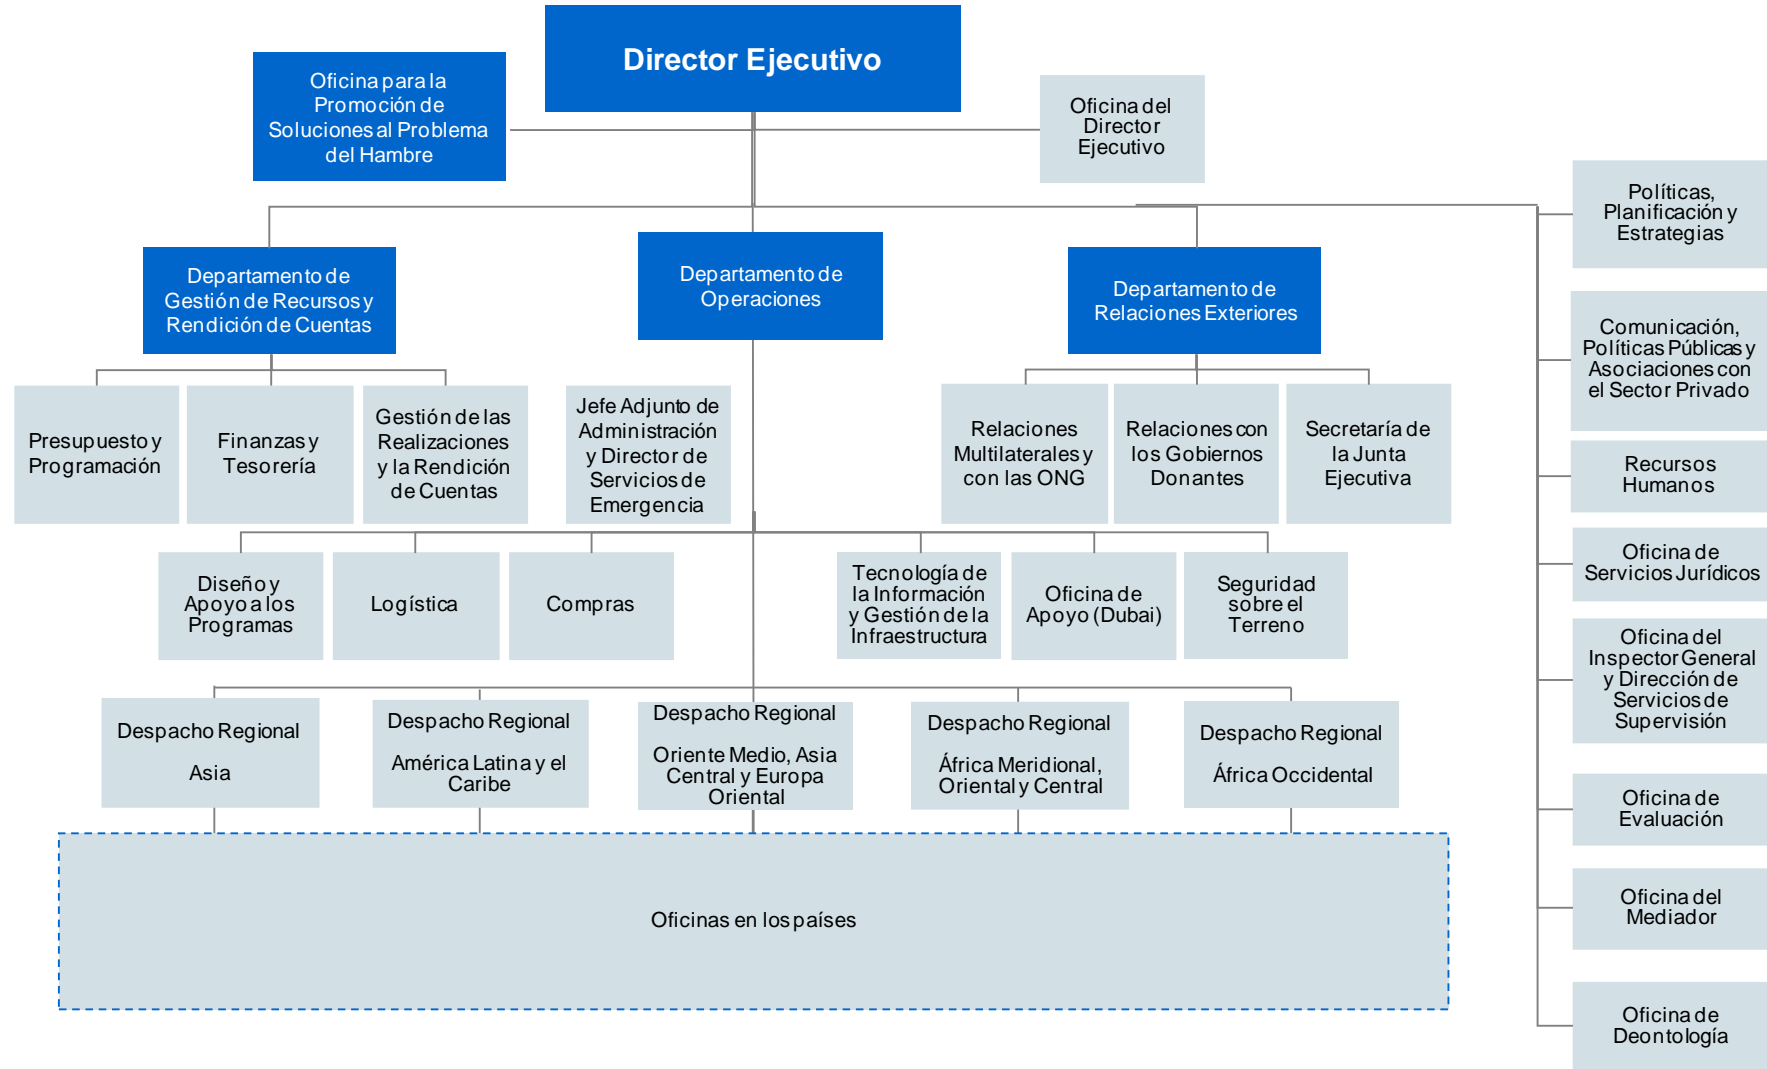 Director Ejecutivo
Oficina para la
Promoción de
Soluciones al Problema
del Hambre
Oficina del
Director
Ejecutivo
Políticas,
Planificación y
Estrategias
Comunicación,
Políticas Públicas y
Asociaciones con
el Sector Privado
Recursos
Humanos
Oficina de
Servicios Jurídicos
Oficina del
Inspector General
y Dirección de
Servicios de
Supervisión
Oficina de
Evaluación
Oficina del
Mediador
Oficina de
Deontología
Departamento de
Gestión de Recursos y
Rendición de Cuentas
Departamento de
Operaciones
Departamento de
Relaciones Exteriores
Presupuesto y
Programación
Finanzas y
Tesorería
Gestión de las
Realizaciones
y la Rendición
de Cuentas
Jefe Adjunto de
Administración
y Director de
Servicios de
Emergencia
Relaciones
Multilaterales y
con las ONG
Relaciones con
los Gobiernos
Donantes
Secretaría de
la Junta
Ejecutiva
Diseño y
Apoyo a los
Programas
Logística
Compras
Tecnología de
la Información
y Gestión de la
Infraestructura
Oficina de
Apoyo (Dubai)
Seguridad
sobre el
Terreno
Despacho Regional
Asia
Despacho Regional
América Latina y el
Caribe
Despacho Regional
Oriente Medio, Asia
Central y Europa
Oriental
Despacho Regional
África Meridional,
Oriental y Central
Despacho Regional
África Occidental
Oficinas en los países